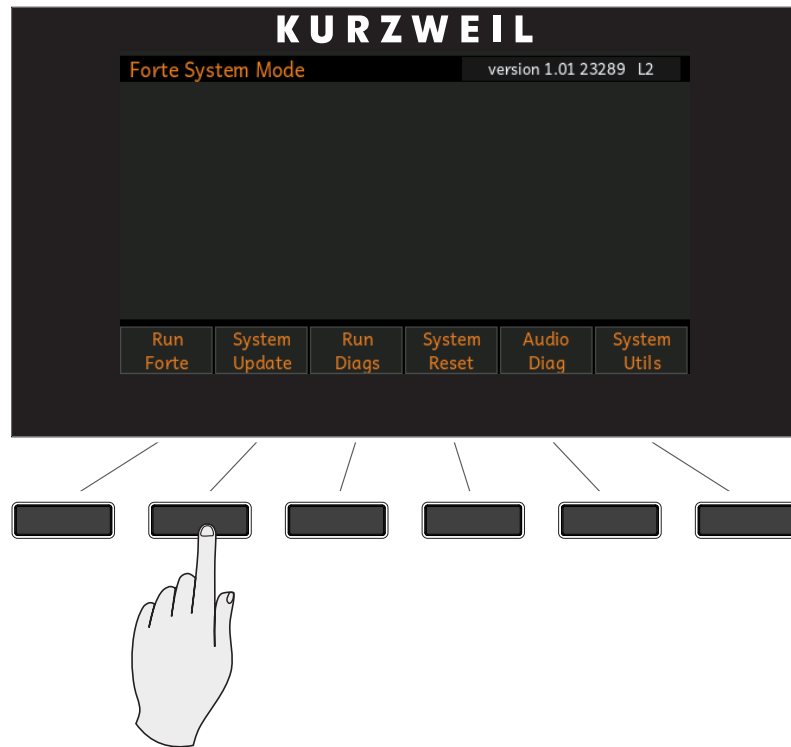 KURZWEIL
Forte System Mode version 1.01 23289 L2
Run Forte
System Update
Run Diags
System Reset
Audio Diag
System Utils